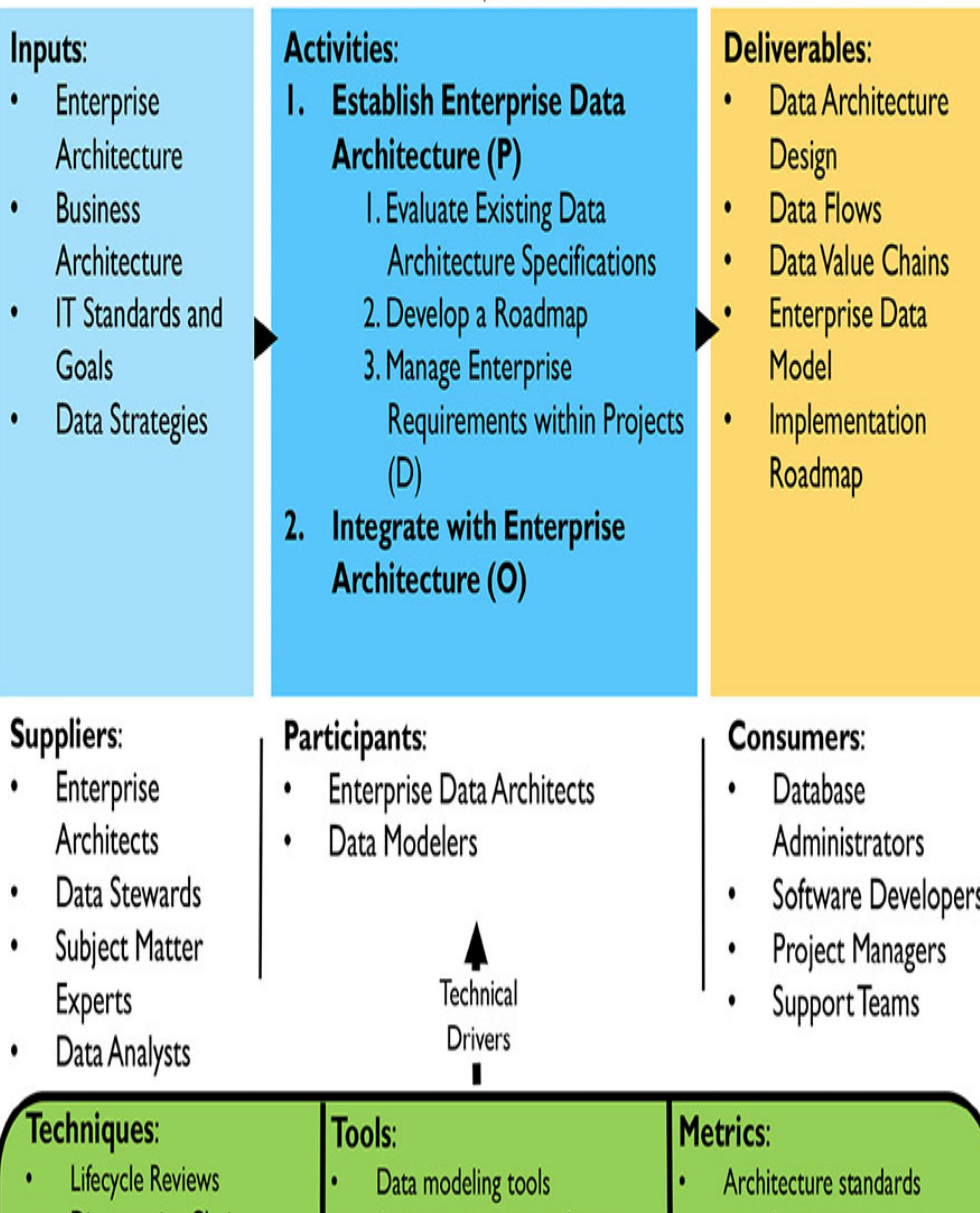 Inputs:
• Enterprise
Architecture
• Business
Architecture
• IT Standards and
Goals
• Data Strategies
Activities:
1. Establish Enterprise Data
Architecture (P)
1. Evaluate Existing Data
Architecture Specifications
2. Develop a Roadmap
3. Manage Enterprise
Requirements within Projects
(D)
2. Integrate with Enterprise
Architecture (O)
Deliverables:
• Data Architecture
Design
• Data Flows
• Data Value Chains
• Enterprise Data
Model
• Implementation
Roadmap
Suppliers:
• Enterprise
Architects
• Data Stewards
• Subject Matter
Experts
• Data Analysts
Participants:
• Enterprise Data Architects
• Data Modelers
Technical
Drivers
Consumers:
• Database
Administrators
• Software Developers
• Project Managers
• Support Teams
Techniques:
• Lifecycle Reviews
Tools:
• Data modeling tools
Metrics:
• Architecture standards